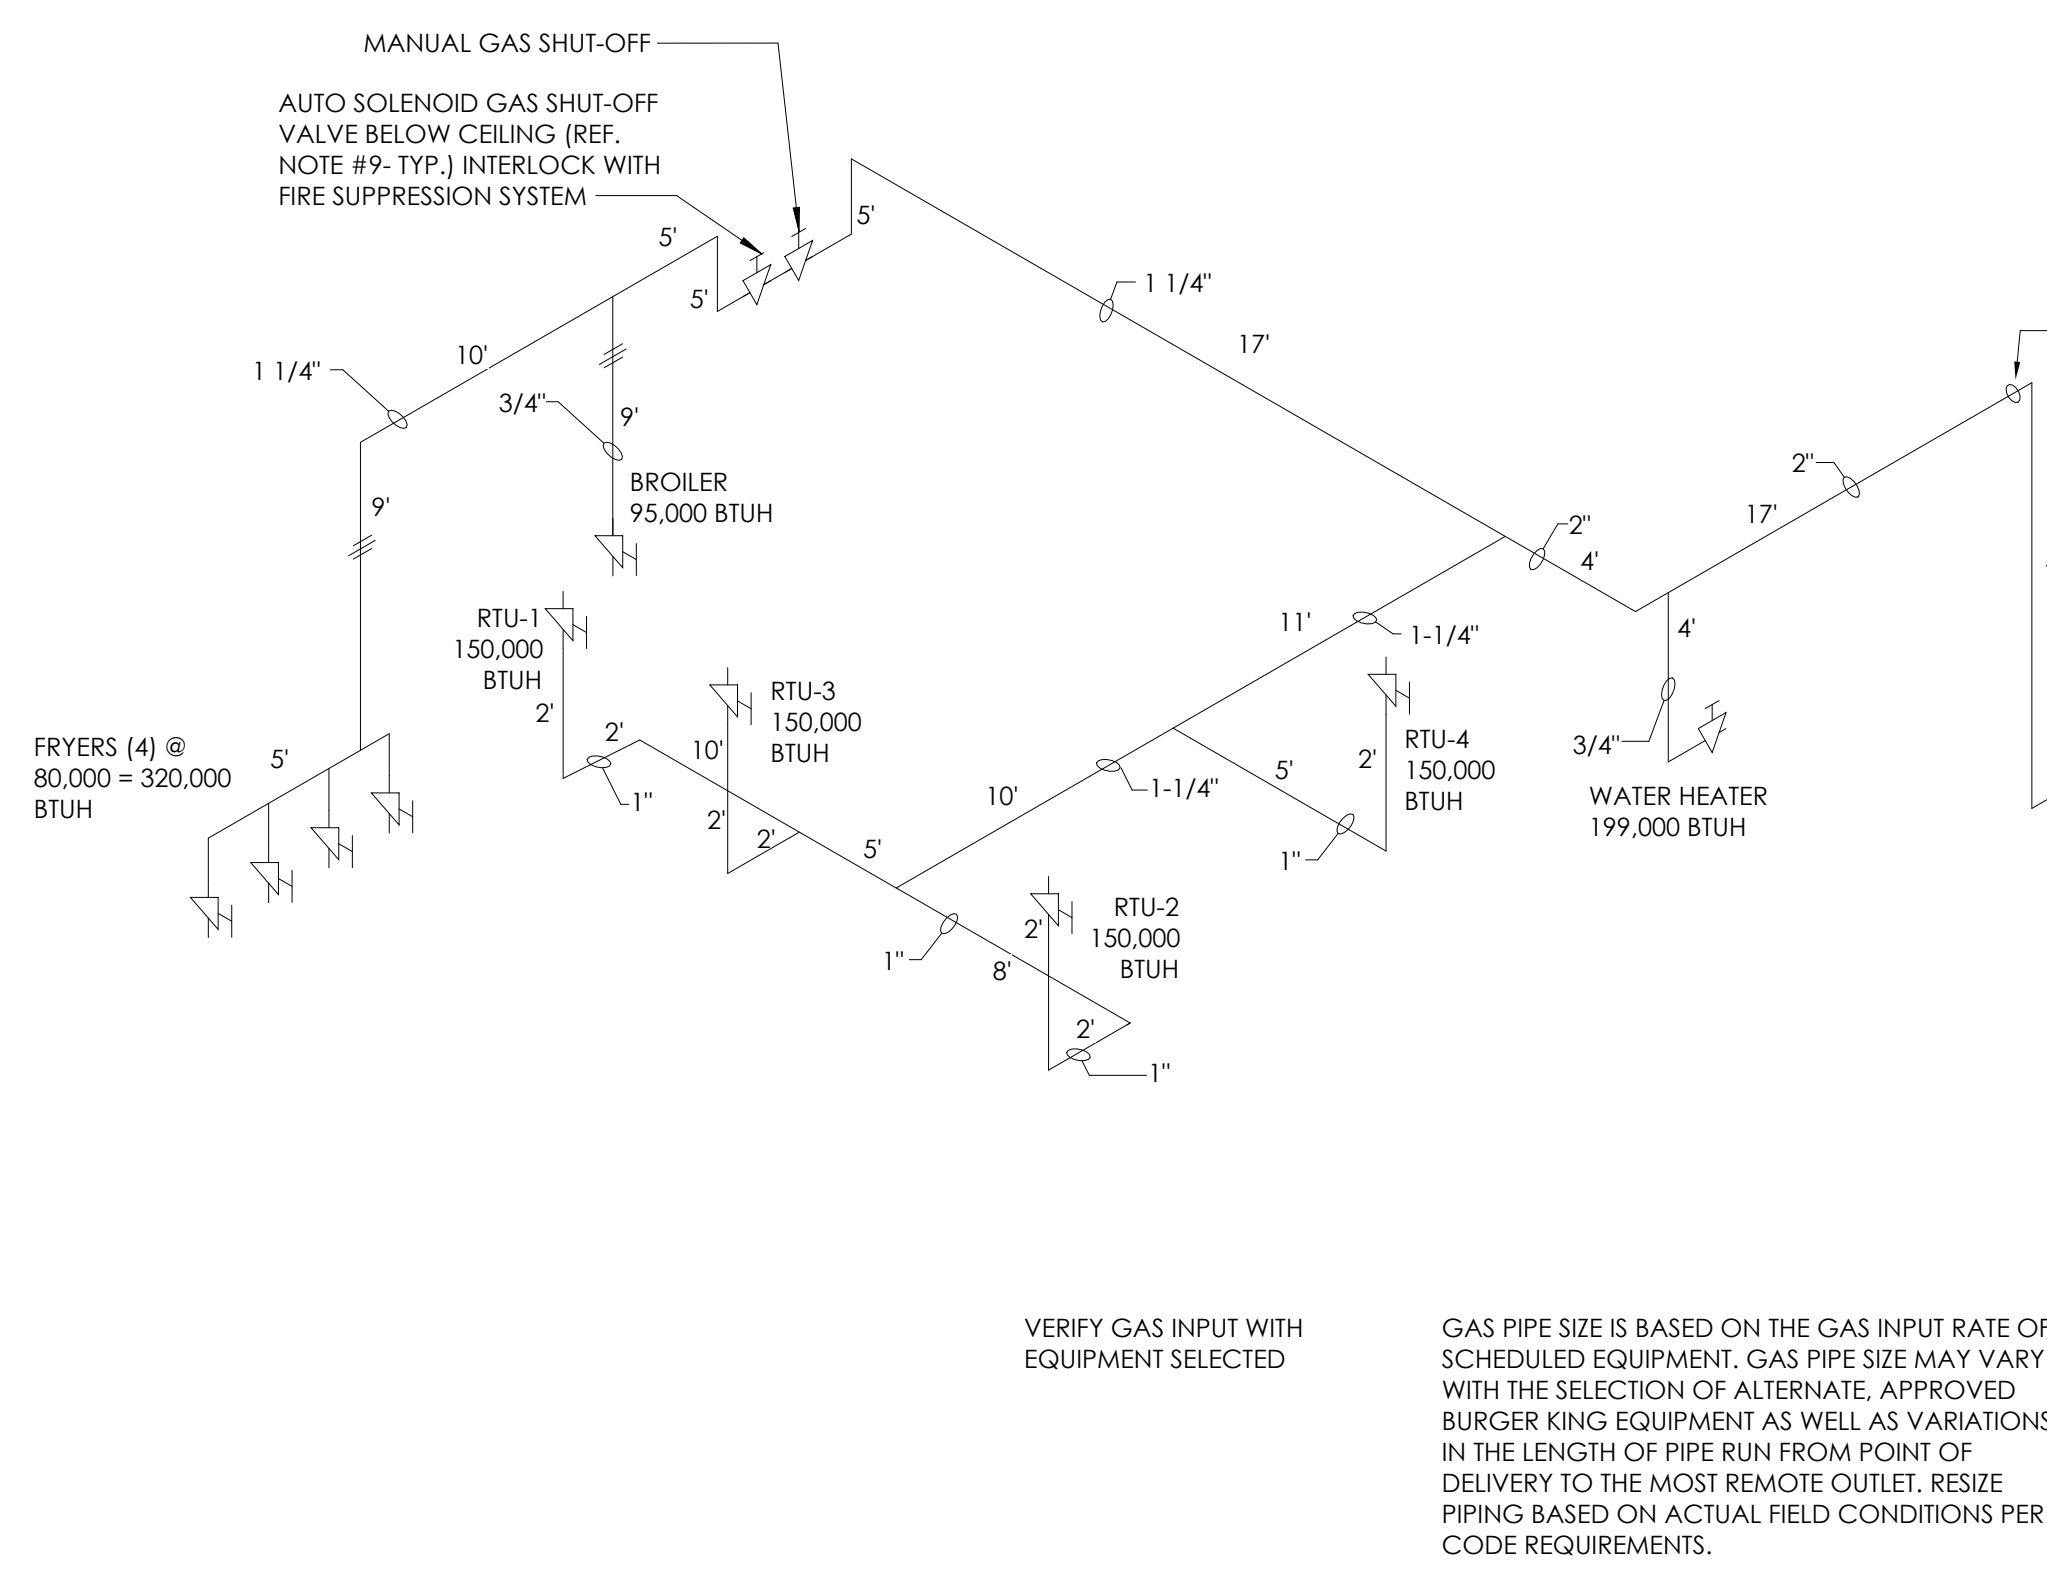 MANUAL GAS SHUT-OFF
AUTO SOLENOID GAS SHUT-OFF
VALVE BELOW CEILING (REF.
NOTE #9- TYP.) INTERLOCK WITH
FIRE SUPPRESSION SYSTEM
5'
5'
5'
1 1/4"
17'
10'
1 1/4"
3/4"
9'
BROILER
95,000 BTUH
9'
2"
17'
2"
4'
RTU-1
150,000
BTUH
2'
2'
1"
RTU-3
150,000
BTUH
10'
2'
2'
5'
11'
1-1/4"
4'
3/4"
WATER HEATER
199,000 BTUH
RTU-4
150,000
BTUH
2'
5'
1"
10'
1-1/4"
FRYERS (4) @
80,000 = 320,000
BTUH
5'
RTU-2
150,000
BTUH
2'
1"
8'
2'
1"
VERIFY GAS INPUT WITH
EQUIPMENT SELECTED
GAS PIPE SIZE IS BASED ON THE GAS INPUT RATE OF
SCHEDULED EQUIPMENT. GAS PIPE SIZE MAY VARY
WITH THE SELECTION OF ALTERNATE, APPROVED
BURGER KING EQUIPMENT AS WELL AS VARIATIONS
IN THE LENGTH OF PIPE RUN FROM POINT OF
DELIVERY TO THE MOST REMOTE OUTLET. RESIZE
PIPING BASED ON ACTUAL FIELD CONDITIONS PER
CODE REQUIREMENTS.